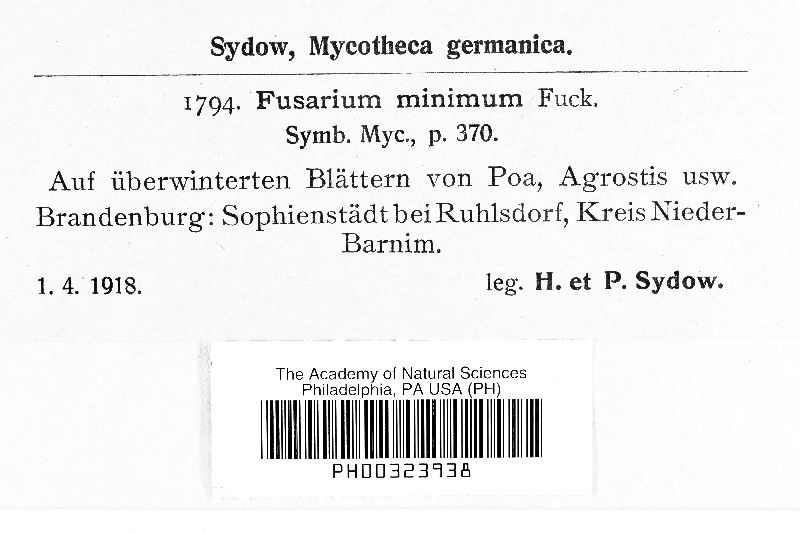 Sydow, Mycotheca germanica.
1794. Fusarium minimum Fuck.
Symb. Myc., p. 370.
Auf überwinterten Blättern von Poa, Agrostis usw.
Brandenburg: Sophienstädt bei Ruhlsdorf, Kreis Nieder-
Barnim.
1. 4. 1918. leg. H. et P. Sydow.
The Academy of Natural Sciences
Philadelphia, PA USA (PH)
PH00323938